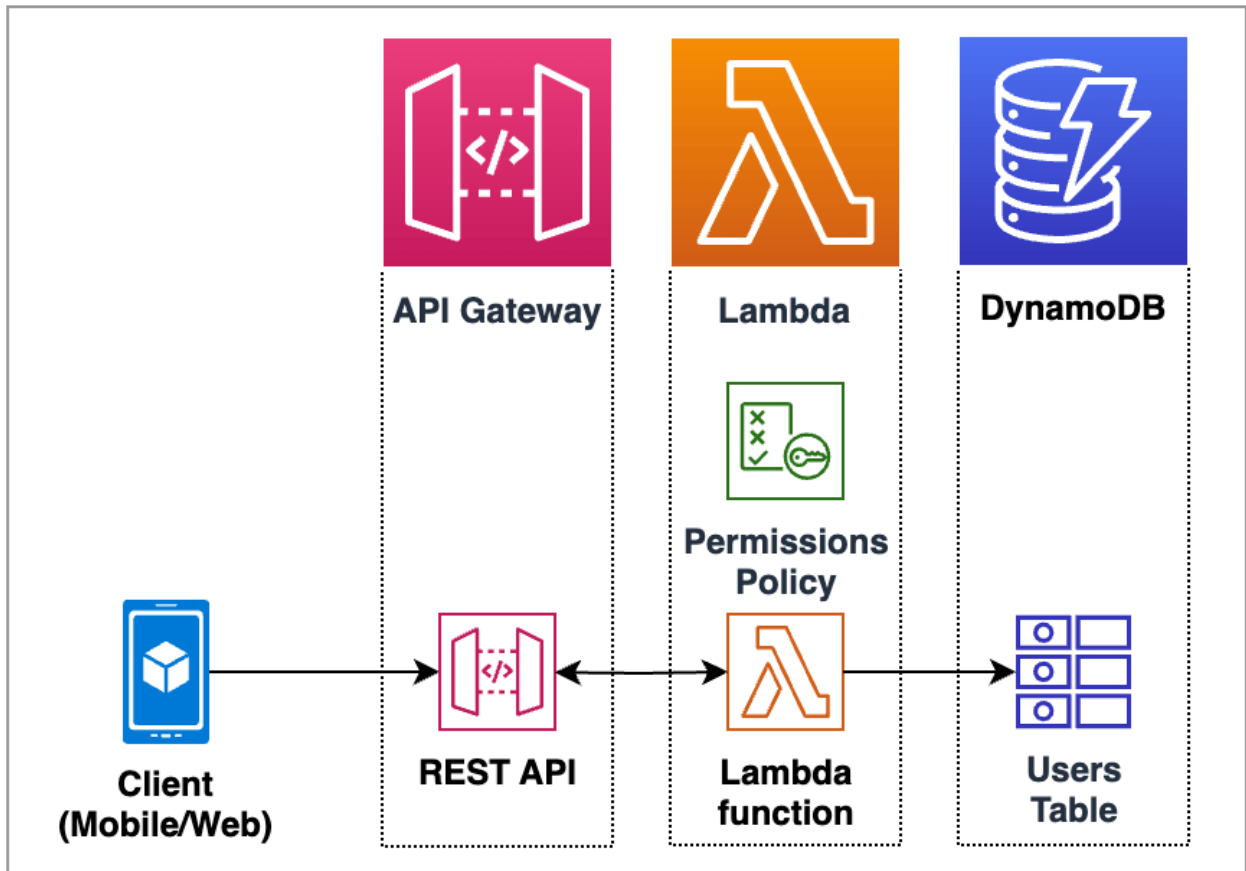 API Gateway
Lambda
DynamoDB
Permissions
Policy
Client
(Mobile/Web)
REST API
Lambda
function
Users
Table